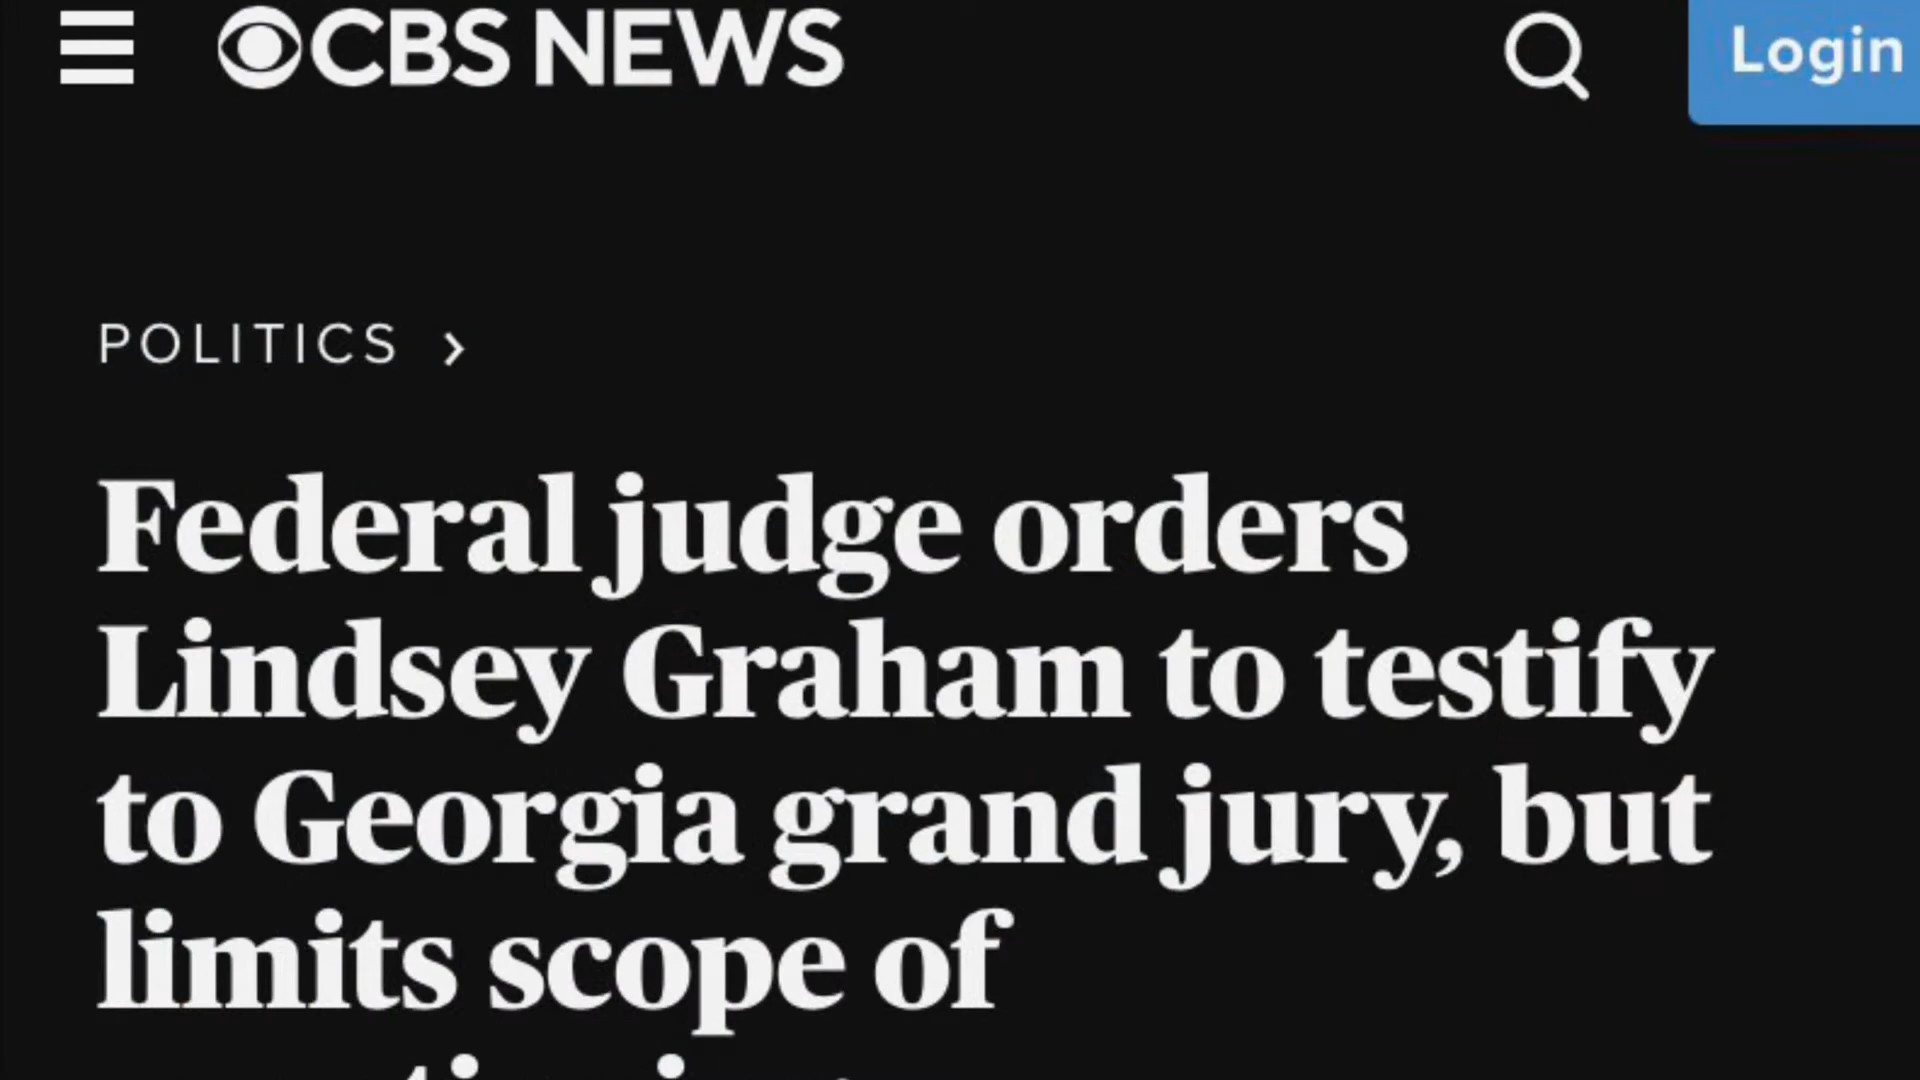 CBS NEWS
Login
POLITICS
Federal judge orders
Lindsey Graham to testify
to Georgia grand jury, but
limits scope of